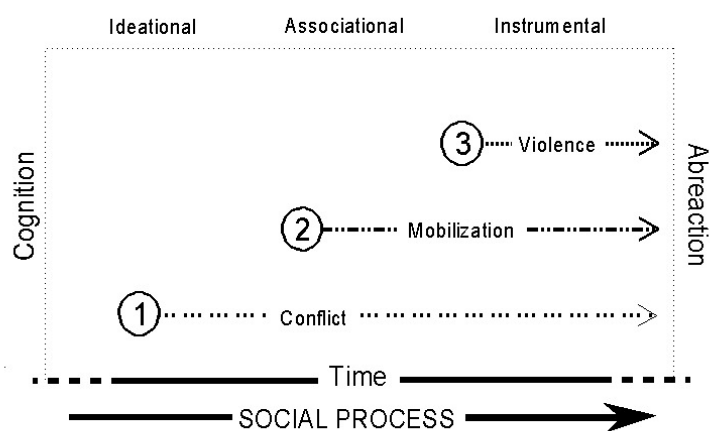 Ideational Associational Instrumental
Cognition
3 Violence
Abreaction
2 Mobilization
1 Conflict
Time
SOCIAL PROCESS